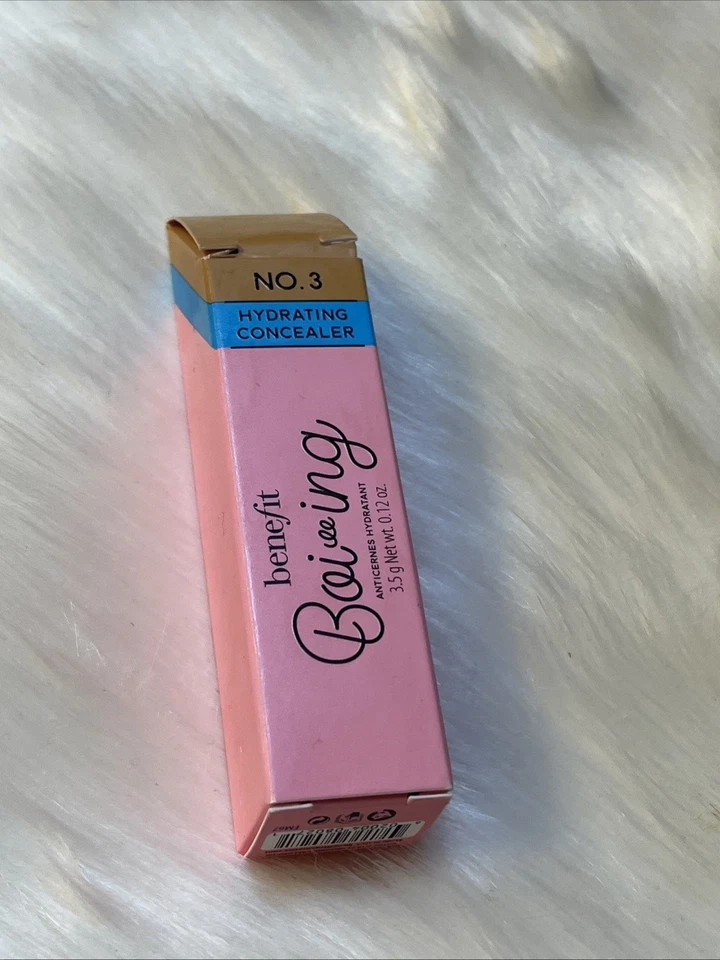 NO. 3
HYDRATING
CONCEALER
benefit
Boi-ing
ANTICERNES HYDRATANT
3.5 g Net wt. 0.12 oz.